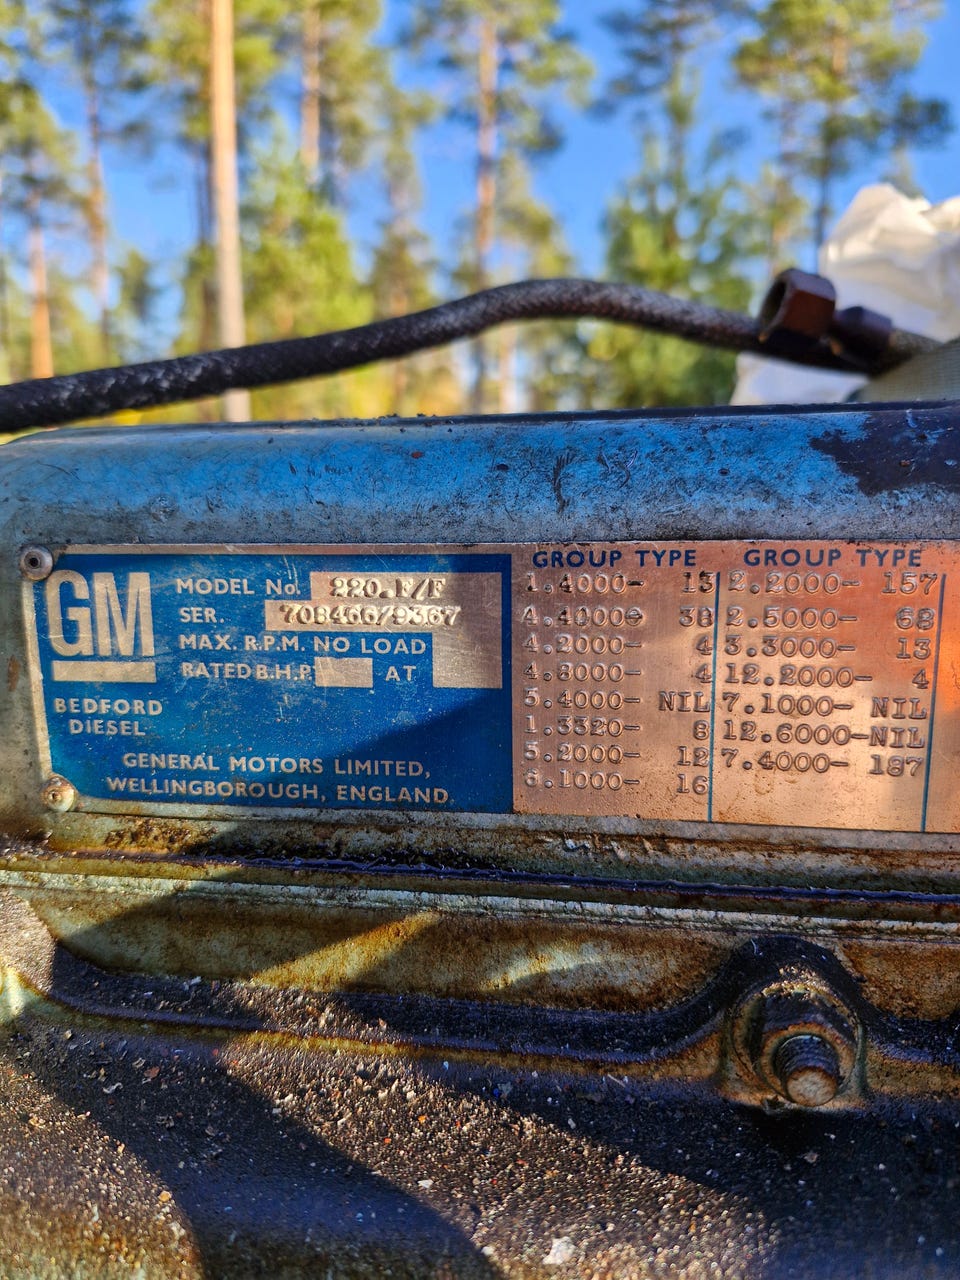 GM
BEDFORD
DIESEL
MODEL No. 220.F/F
SER. 708466/9367
MAX. R.P.M. NO LOAD
RATED B.H.P. AT
GENERAL MOTORS LIMITED,
WELLINGBOROUGH, ENGLAND
GROUP TYPE
1.4000- 13
4.4000- 38
4.2000- 4
4.8000- 4
5.4000- NIL
1.3320- 8
5.2000- 12
6.1000- 16
GROUP TYPE
2.2000- 157
2.5000- 68
3.3000- 13
12.2000- 4
7.1000- NIL
12.6000-NIL
7.4000- 187